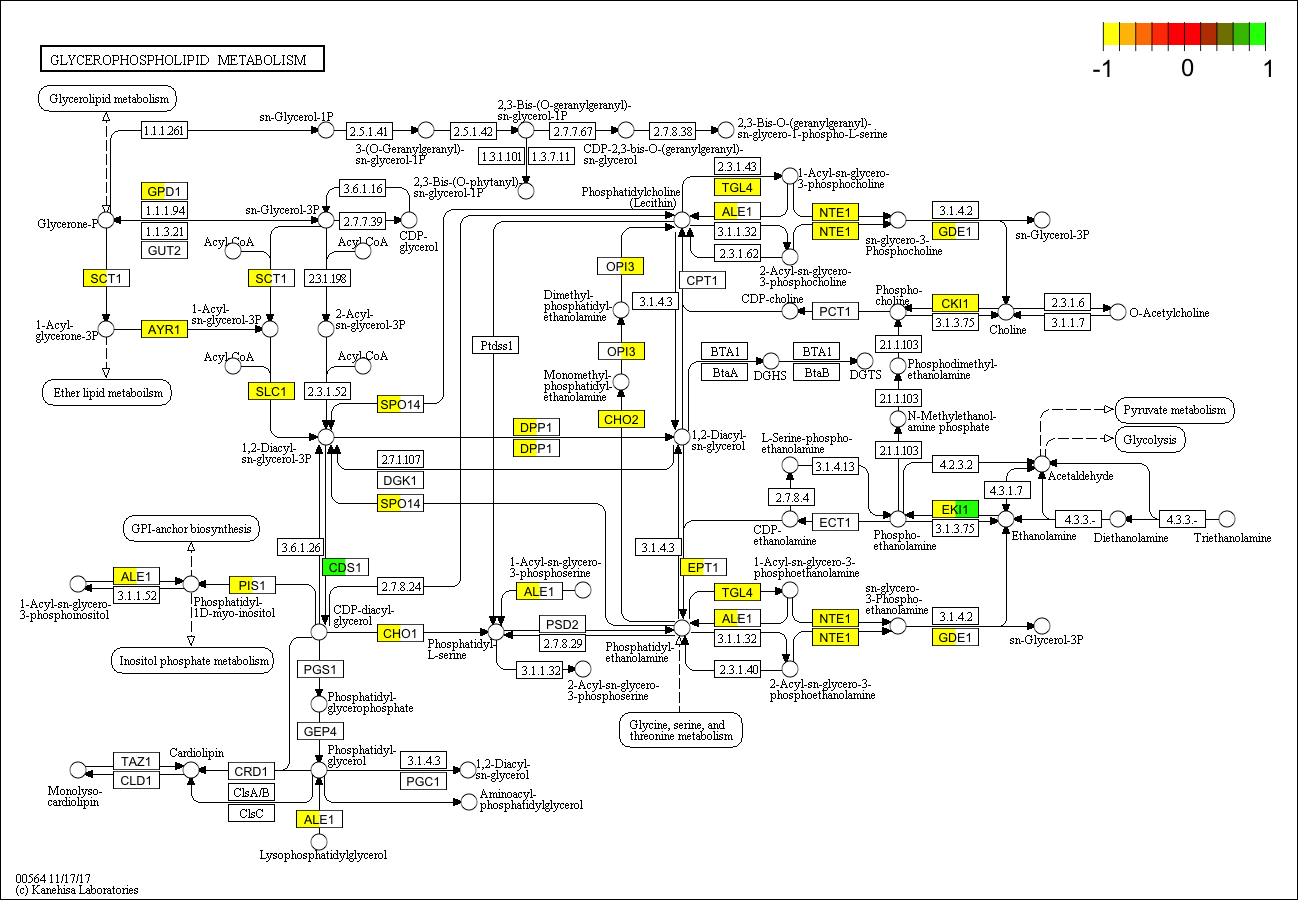 GLYCEROPHOSPHOLIPID METABOLISM
-1 0 1
Glycerolipid metabolism
1.1.1.261
sn-Glycerol-1P
2.5.1.41
3-(O-Geranylgeranyl)-
sn-glycerol-1P
2.5.1.42
2,3-Bis-(O-geranylgeranyl)-
sn-glycerol-1P
2.7.7.67
CDP-2,3-bis-O-(geranylgeranyl)-
sn-glycerol
2.7.8.38
2,3-Bis-O-(geranylgeranyl)-
sn-glycero-1-phospho-L-serine
1.3.1.101
1.3.7.11
2,3-Bis-(O-phytanyl)-
sn-glycerol-1P
GPD1
1.1.1.94
1.1.3.21
GUT2
Glycerone-P
sn-Glycerol-3P
3.6.1.16
2.7.7.39
CDP-
glycerol
Acyl-CoA
Acyl-CoA
SCT1
SCT1
2.3.1.198
1-Acyl-
glycerone-3P
AYR1
1-Acyl-
sn-glycerol-3P
2-Acyl-
sn-glycerol-3P
Acyl-CoA
Acyl-CoA
Ether lipid metaboilsm
SLC1
2.3.1.52
1,2-Diacyl-
sn-glycerol-3P
SPO14
DPP1
DPP1
2.7.1.107
DGK1
SPO14
Ptdss1
Phosphatidylcholine
(Lecithin)
2.3.1.43
TGL4
ALE1
3.1.1.32
2.3.1.62
1-Acyl-sn-glycero-
3-phosphocholine
2-Acyl-sn-glycero-
3-phosphocholine
NTE1
NTE1
sn-glycero-3-
Phosphocholine
3.1.4.2
GDE1
sn-Glycerol-3P
OPI3
Dimethyl-
phosphatidyl-
ethanolamine
OPI3
Monomethyl-
phosphatidyl-
ethanolamine
CHO2
3.1.4.3
CPT1
CDP-choline
PCT1
Phospho-
choline
CKI1
3.1.3.75
Choline
2.3.1.6
3.1.1.7
O-Acetylcholine
BTA1
BtaA
DGHS
BTA1
BtaB
DGTS
2.1.1.103
Phosphodimethyl-
ethanolamine
2.1.1.103
N-Methylethanol-
amine phosphate
2.1.1.103
1,2-Diacyl-
sn-glycerol
L-Serine-phospho-
ethanolamine
3.1.4.13
2.7.8.4
CDP-
ethanolamine
ECT1
Phospho-
ethanolamine
4.2.3.2
Acetaldehyde
Pyruvate metabolism
Glycolysis
4.3.1.7
EKI1
3.1.3.75
Ethanolamine
4.3.3.-
Diethanolamine
4.3.3.-
Triethanolamine
GPI-anchor biosynthesis
3.6.1.26
CDS1
2.7.8.24
ALE1
3.1.1.52
1-Acyl-sn-glycero-
3-phosphoinositol
Phosphatidyl-
1D-myo-inositol
PIS1
Inositol phosphate metabolism
CDP-diacyl-
glycerol
CHO1
Phosphatidyl-
L-serine
1-Acyl-sn-glycero-
3-phosphoserine
ALE1
PSD2
2.7.8.29
3.1.1.32
2-Acyl-sn-glycero-
3-phosphoserine
3.1.4.3
EPT1
Phosphatidyl-
ethanolamine
1-Acyl-sn-glycero-3-
phosphoethanolamine
TGL4
ALE1
3.1.1.32
2.3.1.40
2-Acyl-sn-glycero-3-
phosphoethanolamine
NTE1
NTE1
sn-glycero-
3-Phospho-
ethanolamine
3.1.4.2
GDE1
sn-Glycerol-3P
Glycine, serine, and
threonine metabolism
PGS1
Phosphatidyl-
glycerophosphate
GEP4
Phosphatidyl-
glycerol
3.1.4.3
PGC1
1,2-Diacyl-
sn-glycerol
Aminoacyl-
phosphatidylglycerol
Monolyso-
cardiolipin
TAZ1
CLD1
Cardiolipin
CRD1
ClsA/B
ClsC
ALE1
Lysophosphatidylglycerol
00564 11/17/17
(c) Kanehisa Laboratories